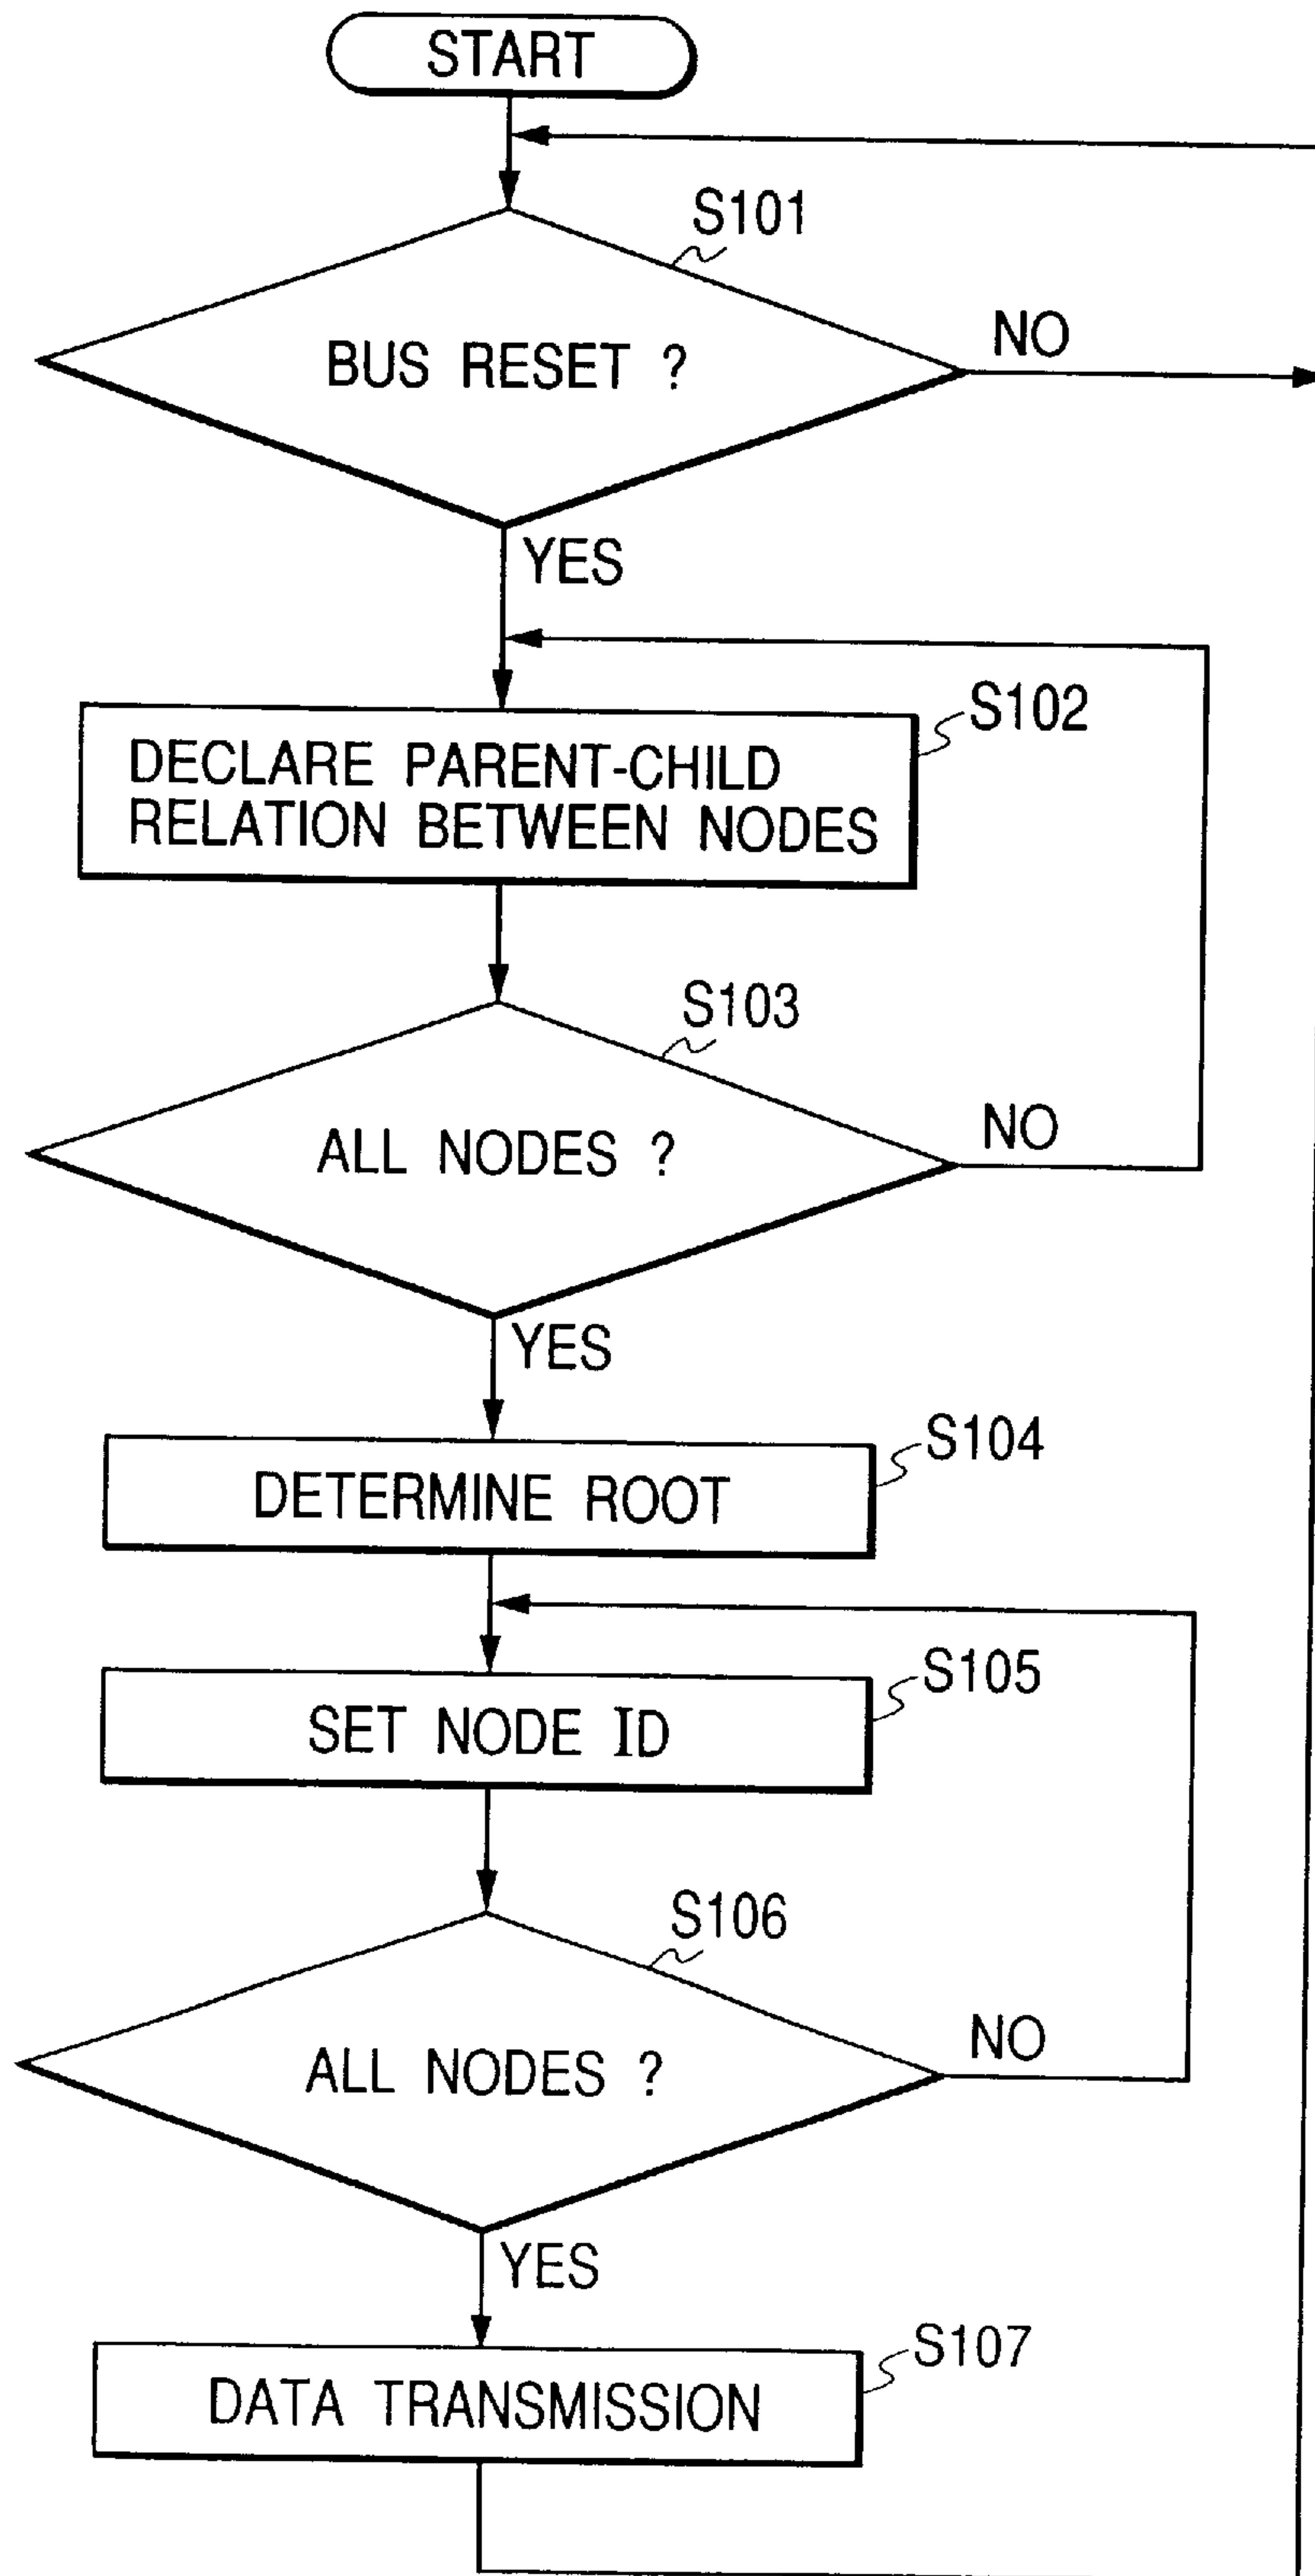 START
S101
BUS RESET ?
NO
YES
S102
DECLARE PARENT-CHILD
RELATION BETWEEN NODES
S103
ALL NODES ?
NO
YES
S104
DETERMINE ROOT
S105
SET NODE ID
S106
ALL NODES ?
NO
YES
S107
DATA TRANSMISSION